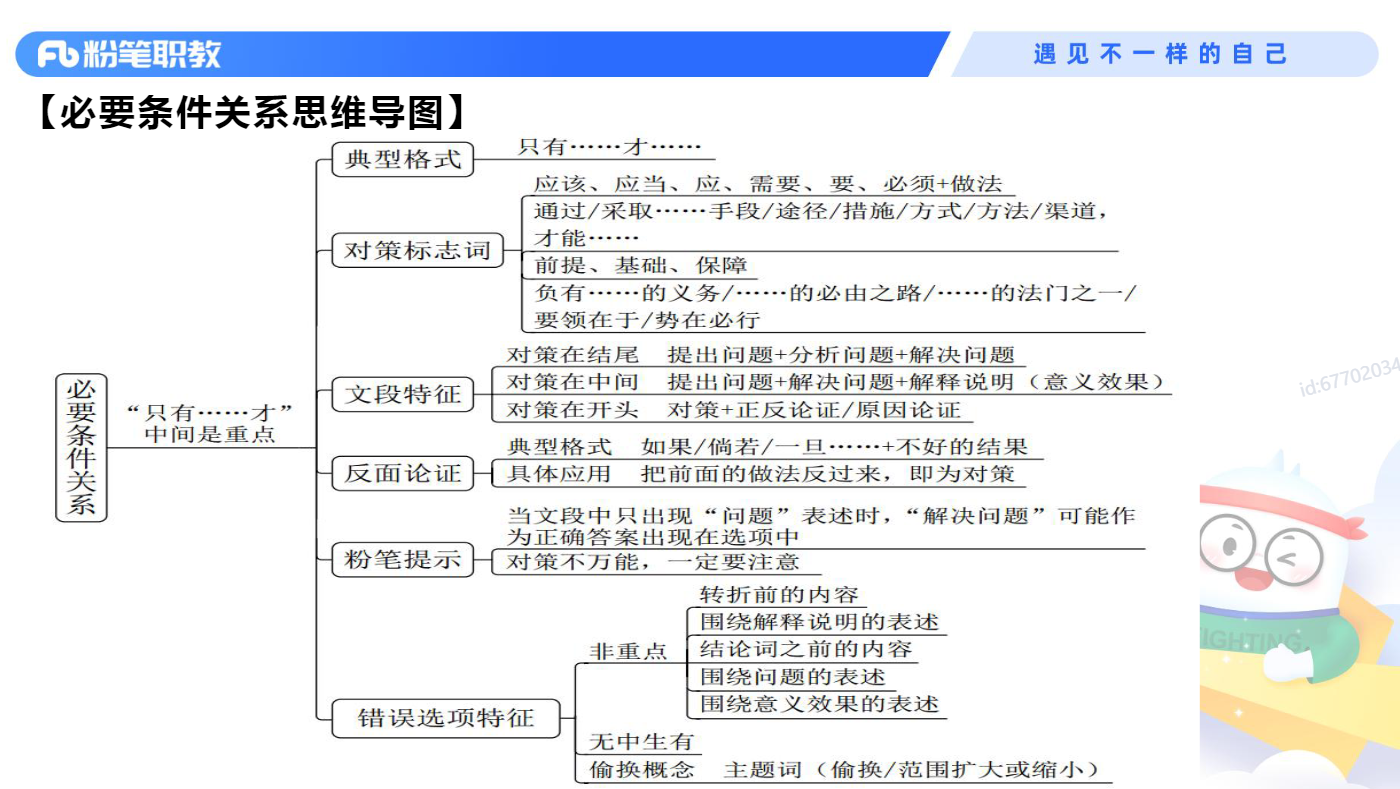 粉笔职教
遇见不一样的自己
【必要条件关系思维导图】
典型格式
只有……才……
对策标志词
应该、应当、应、需要、要、必须+做法
通过/采取……手段/途径/措施/方式/方法/渠道，
才能……
前提、基础、保障
负有……的义务/……的必由之路/……的法门之一/
要领在于/势在必行
必要条件关系
“只有……才”
中间是重点
文段特征
对策在结尾 提出问题+分析问题+解决问题
对策在中间 提出问题+解决问题+解释说明（意义效果）
对策在开头 对策+正反论证/原因论证
反面论证
典型格式 如果/倘若/一旦……+不好的结果
具体应用 把前面的做法反过来，即为对策
粉笔提示
当文段中只出现“问题”表述时，“解决问题”可能作
为正确答案出现在选项中
对策不万能，一定要注意
错误选项特征
非重点
转折前的内容
围绕解释说明的表述
结论词之前的内容
围绕问题的表述
围绕意义效果的表述
无中生有
偷换概念 主题词（偷换/范围扩大或缩小）
id:67702034
FIGHTING